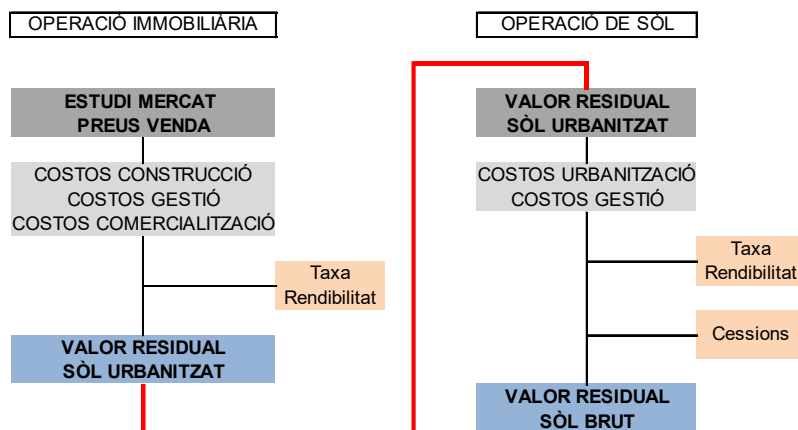 OPERACIÓ IMMOBILIÀRIA
ESTUDI MERCAT
PREUS VENDA
COSTOS CONSTRUCCIÓ
COSTOS GESTIÓ
COSTOS COMERCIALITZACIÓ
Taxa
Rendibilitat
VALOR RESIDUAL
SÒL URBANITZAT
OPERACIÓ DE SÒL
VALOR RESIDUAL
SÒL URBANITZAT
COSTOS URBANITZACIÓ
COSTOS GESTIÓ
Taxa
Rendibilitat
Cessions
VALOR RESIDUAL
SÒL BRUT